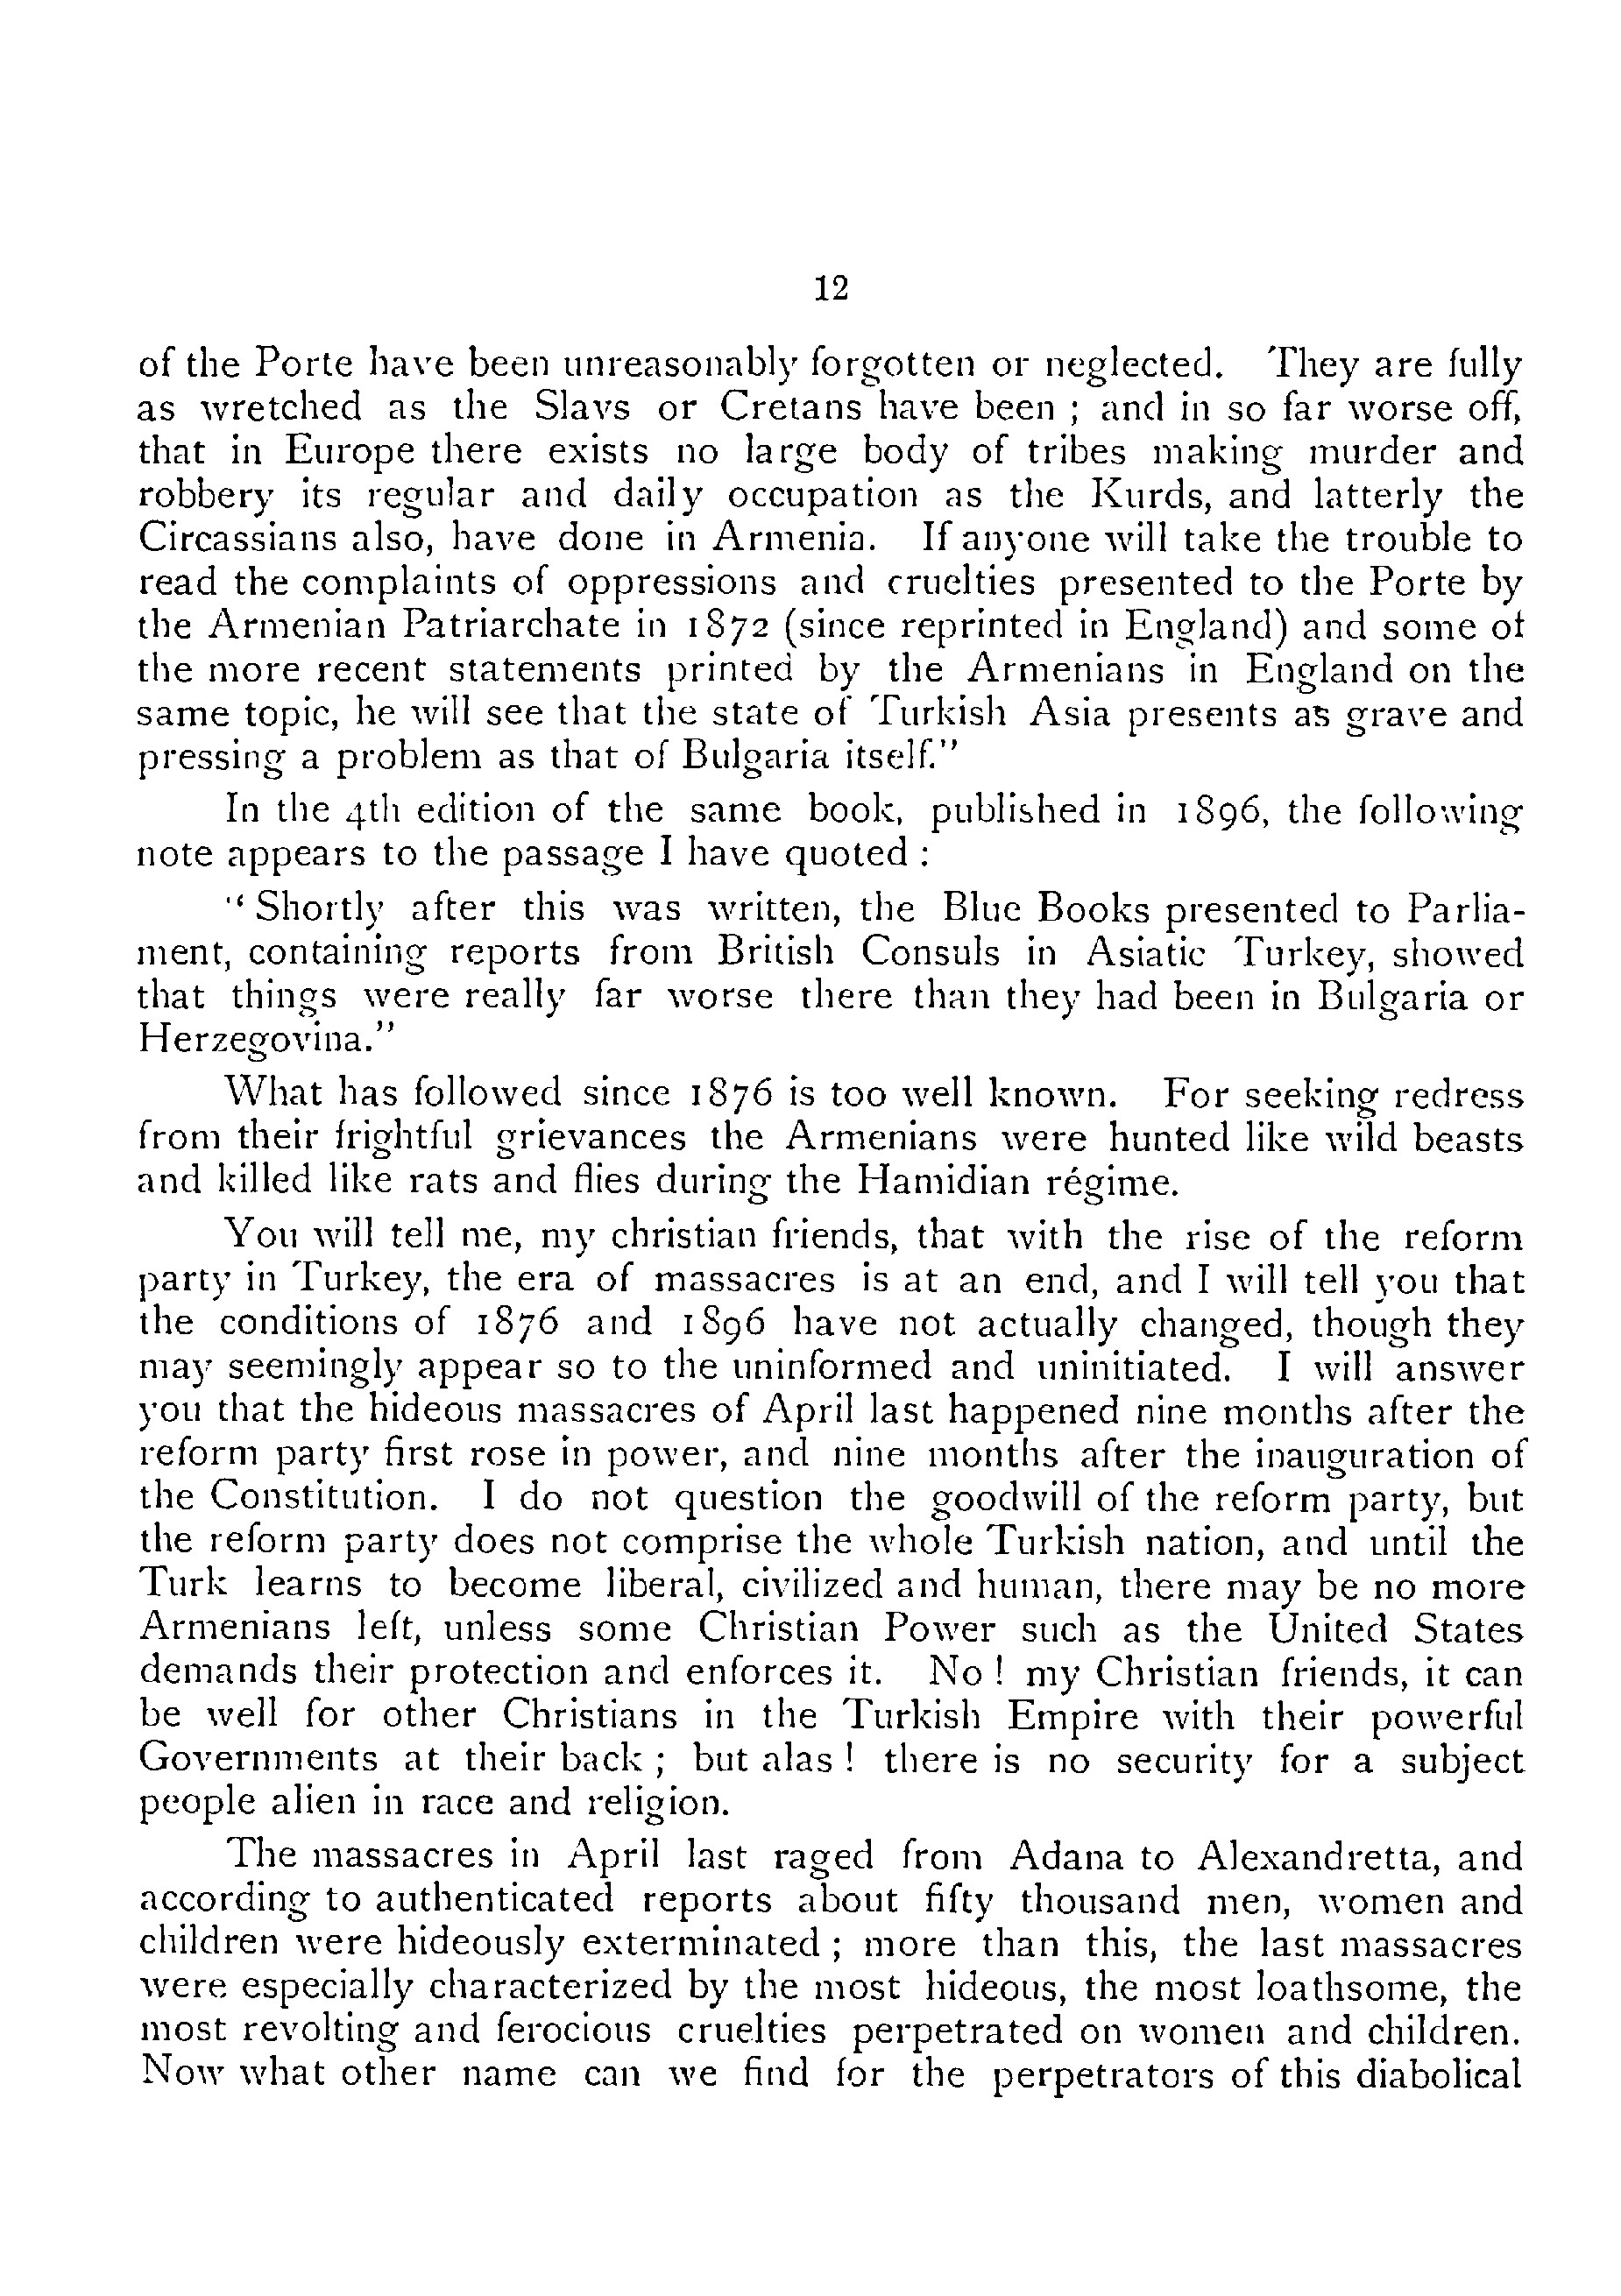 12
of the Porte have been unreasonably forgotten or neglected. They are fully
as wretched as the Slavs or Cretans have been ; and in so far worse off,
that in Europe there exists no large body of tribes making murder and
robbery its regular and daily occupation as the Kurds, and latterly the
Circassians also, have done in Armenia. If anyone will take the trouble to
read the complaints of oppressions and cruelties presented to the Porte by
the Armenian Patriarchate in 1872 (since reprinted in England) and some of
the more recent statements printed by the Armenians in England on the
same topic, he will see that the state of Turkish Asia presents as grave and
pressing a problem as that of Bulgaria itself."
In the 4th edition of the same book, published in 1896, the following
note appears to the passage I have quoted :
"Shortly after this was written, the Blue Books presented to Parlia-
ment, containing reports from British Consuls in Asiatic Turkey, showed
that things were really far worse there than they had been in Bulgaria or
Herzegovina."
What has followed since 1876 is too well known. For seeking redress
from their frightful grievances the Armenians were hunted like wild beasts
and killed like rats and flies during the Hamidian régime.
You will tell me, my christian friends, that with the rise of the reform
party in Turkey, the era of massacres is at an end, and I will tell you that
the conditions of 1876 and 1896 have not actually changed, though they
may seemingly appear so to the uninformed and uninitiated. I will answer
you that the hideous massacres of April last happened nine months after the
reform party first rose in power, and nine months after the inauguration of
the Constitution. I do not question the goodwill of the reform party, but
the reform party does not comprise the whole Turkish nation, and until the
Turk learns to become liberal, civilized and human, there may be no more
Armenians left, unless some Christian Power such as the United States
demands their protection and enforces it. No ! my Christian friends, it can
be well for other Christians in the Turkish Empire with their powerful
Governments at their back ; but alas ! there is no security for a subject
people alien in race and religion.
The massacres in April last raged from Adana to Alexandretta, and
according to authenticated reports about fifty thousand men, women and
children were hideously exterminated ; more than this, the last massacres
were especially characterized by the most hideous, the most loathsome, the
most revolting and ferocious cruelties perpetrated on women and children.
Now what other name can we find for the perpetrators of this diabolical